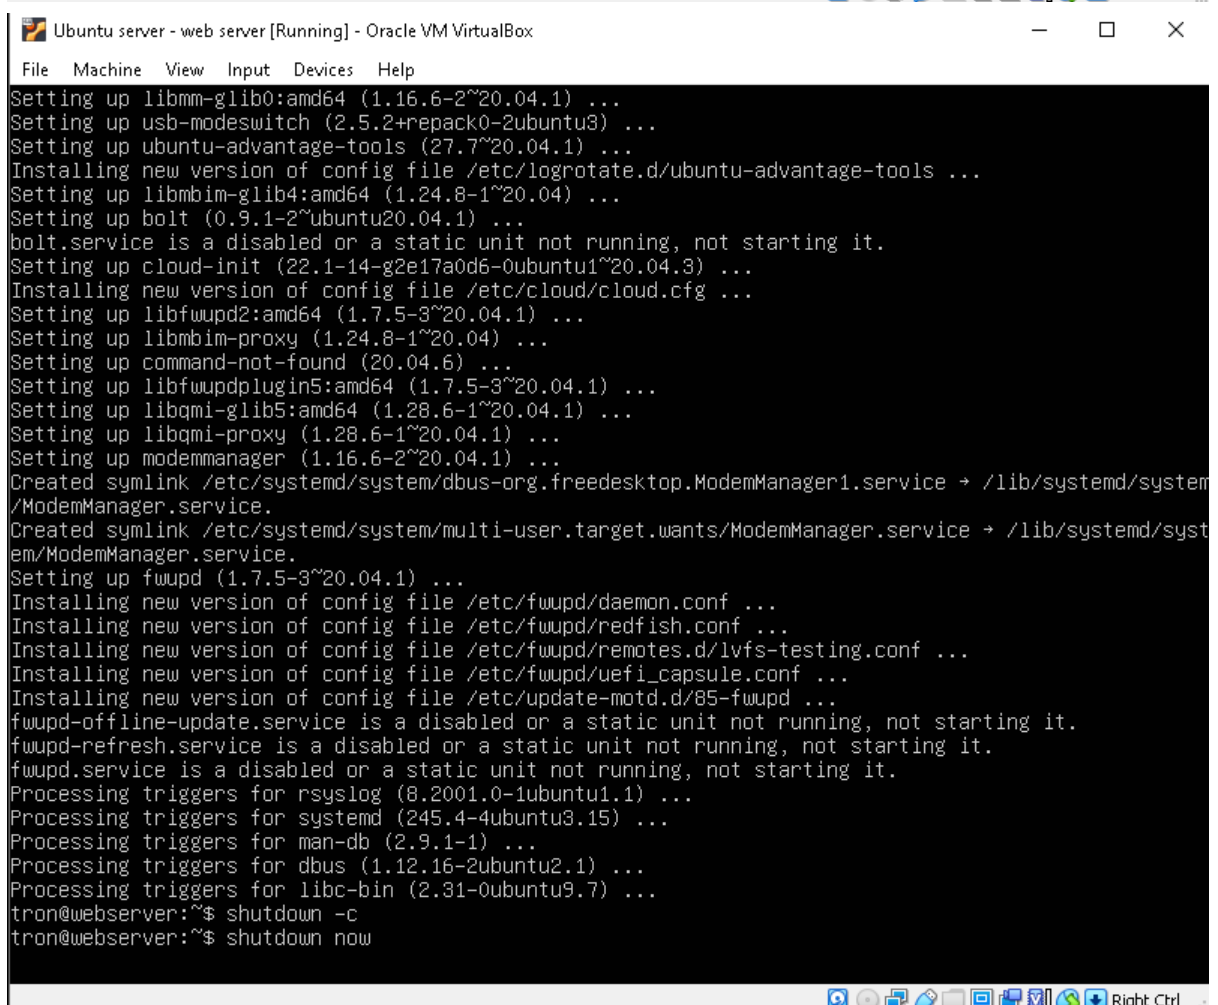 Ubuntu server - web server [Running] - Oracle VM VirtualBox
File Machine View Input Devices Help
Setting up libmm-glib0:amd64 (1.16.6-2~20.04.1) ...
Setting up usb-modeswitch (2.5.2+repack0-2ubuntu3) ...
Setting up ubuntu-advantage-tools (27.7~20.04.1) ...
Installing new version of config file /etc/logrotate.d/ubuntu-advantage-tools ...
Setting up libmbim-glib4:amd64 (1.24.8-1~20.04) ...
Setting up bolt (0.9.1-2~ubuntu20.04.1) ...
bolt.service is a disabled or a static unit not running, not starting it.
Setting up cloud-init (22.1-14-g2e17a0d6-0ubuntu1~20.04.3) ...
Installing new version of config file /etc/cloud/cloud.cfg ...
Setting up libfwupd2:amd64 (1.7.5-3~20.04.1) ...
Setting up libmbim-proxy (1.24.8-1~20.04) ...
Setting up command-not-found (20.04.6) ...
Setting up libfwupdplugin5:amd64 (1.7.5-3~20.04.1) ...
Setting up libqmi-glib5:amd64 (1.28.6-1~20.04.1) ...
Setting up libqmi-proxy (1.28.6-1~20.04.1) ...
Setting up modemmanager (1.16.6-2~20.04.1) ...
Created symlink /etc/systemd/system/dbus-org.freedesktop.ModemManager1.service → /lib/systemd/system
/ModemManager.service.
Created symlink /etc/systemd/system/multi-user.target.wants/ModemManager.service → /lib/systemd/syst
em/ModemManager.service.
Setting up fwupd (1.7.5-3~20.04.1) ...
Installing new version of config file /etc/fwupd/daemon.conf ...
Installing new version of config file /etc/fwupd/redfish.conf ...
Installing new version of config file /etc/fwupd/remotes.d/lvfs-testing.conf ...
Installing new version of config file /etc/fwupd/uefi_capsule.conf ...
Installing new version of config file /etc/update-motd.d/85-fwupd ...
fwupd-offline-update.service is a disabled or a static unit not running, not starting it.
fwupd-refresh.service is a disabled or a static unit not running, not starting it.
fwupd.service is a disabled or a static unit not running, not starting it.
Processing triggers for rsyslog (8.2001.0-1ubuntu1.1) ...
Processing triggers for systemd (245.4-4ubuntu3.15) ...
Processing triggers for man-db (2.9.1-1) ...
Processing triggers for dbus (1.12.16-2ubuntu2.1) ...
Processing triggers for libc-bin (2.31-0ubuntu9.7) ...
tron@webserver:~$ shutdown -c
tron@webserver:~$ shutdown now
Right Ctrl